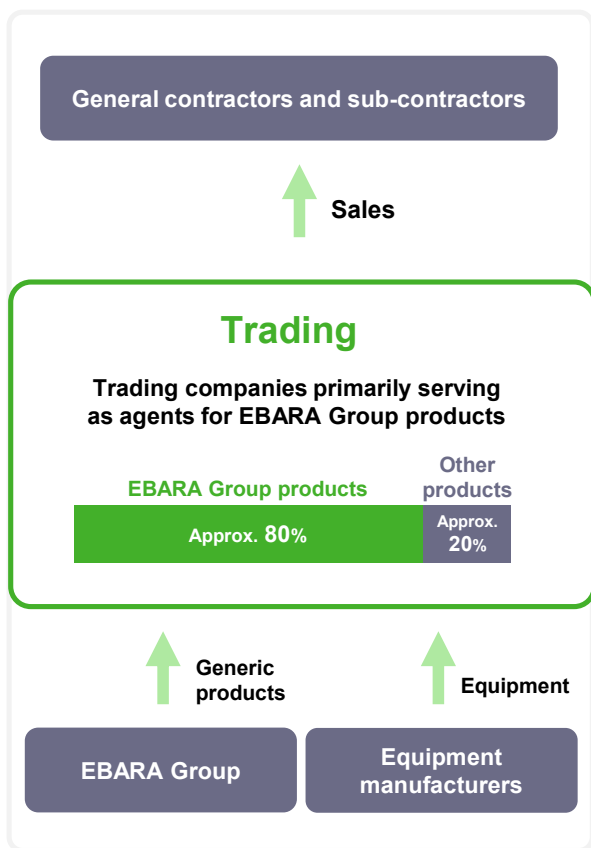 General contractors and sub-contractors
Sales
Trading
Trading companies primarily serving
as agents for EBARA Group products
EBARA Group products
Other
products
Approx. 80%
Approx.
20%
Generic
products
Equipment
EBARA Group
Equipment
manufacturers